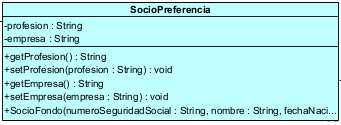 SocioPreferencia
-profesion : String
-empresa : String
+getProfesion() : String
+setProfesion(profesion : String) : void
+getEmpresa() : String
+setEmpresa(empresa : String) : void
+SocioFondo(numeroSeguridadSocial : String, nombre : String, fechaNaci...